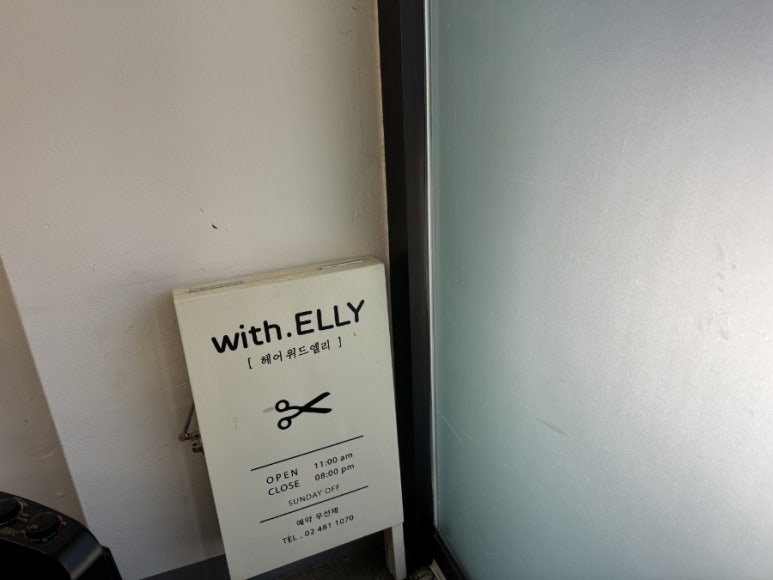 with.ELLY
[ 헤어위드엘리 ]
OPEN 11:00 am
CLOSE 08:00 pm
SUNDAY OFF
예약 우선제
TEL . 02 481 1070